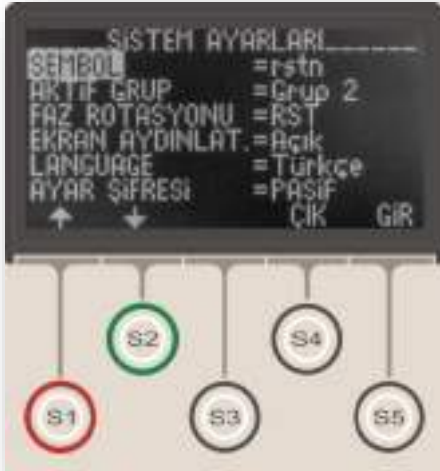 SİSTEM AYARLARI______
SEMBOL =rstn
AKTİF GRUP =Grup 2
FAZ ROTASYONU =RST
EKRAN AYDINLAT.=Açık
LANGUAGE =Türkçe
AYAR ŞİFRESİ =PASİF
ÇIK GİR
S2 S4
S1 S3 S5